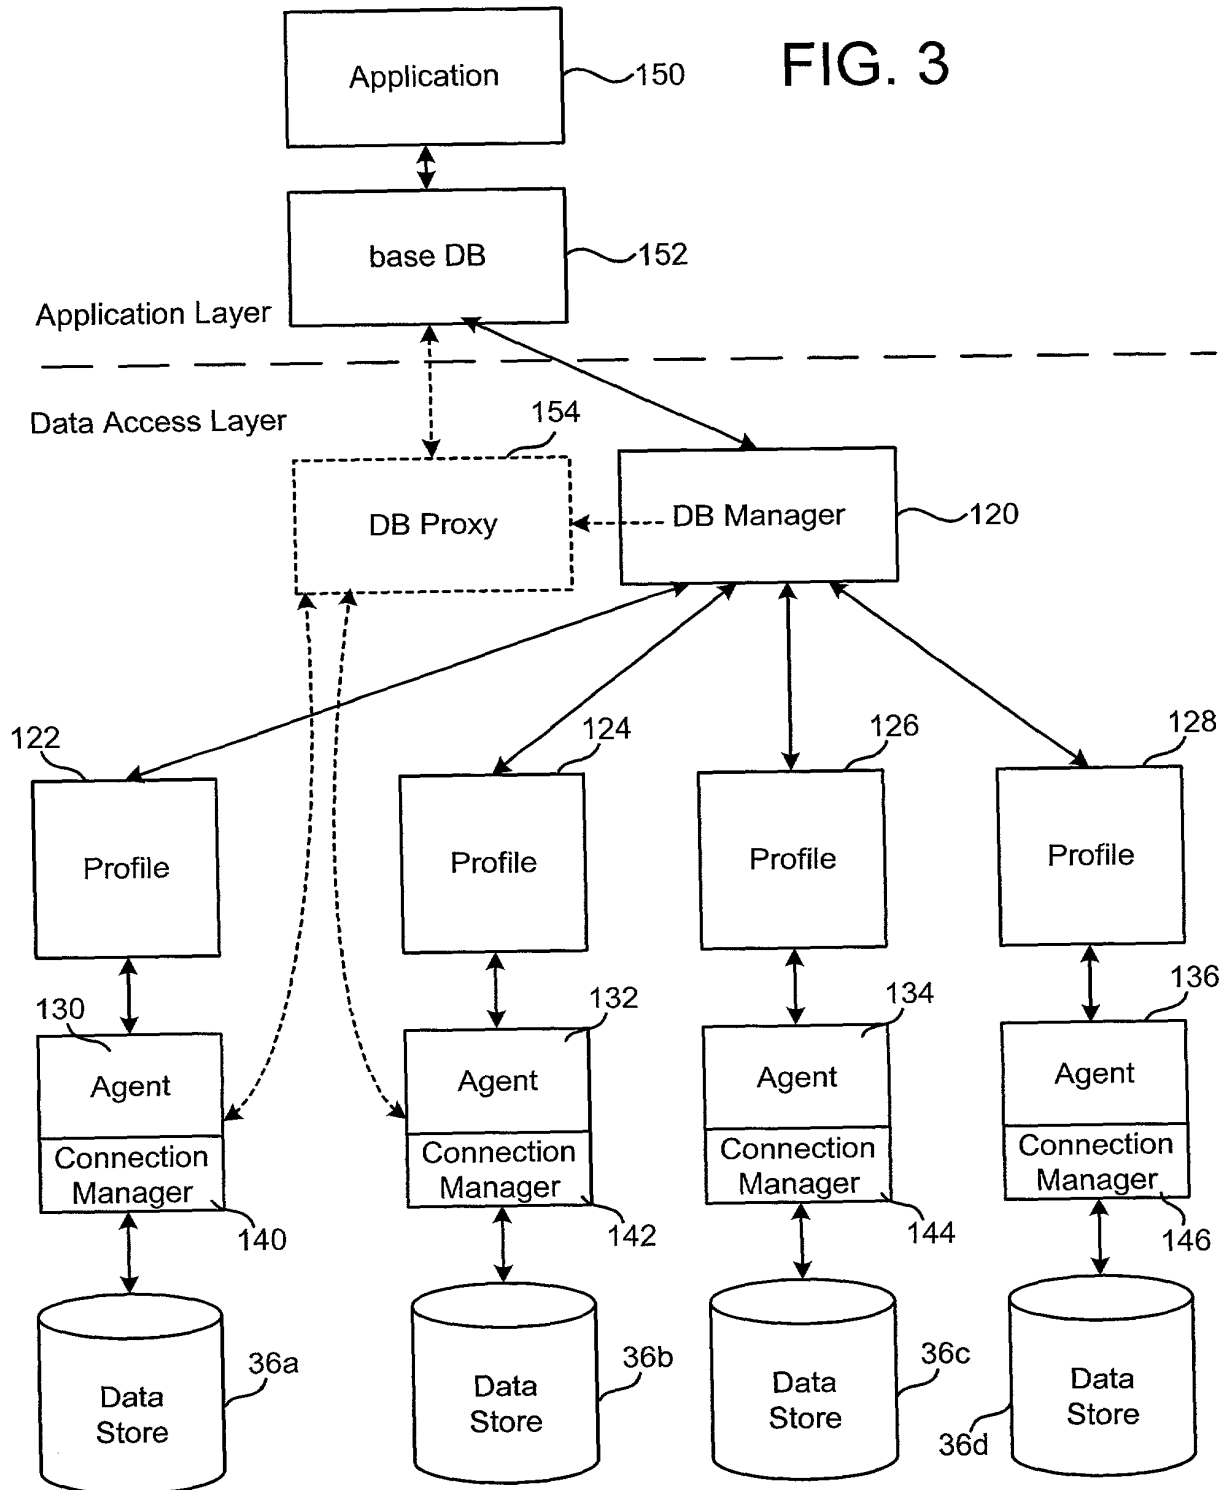 FIG. 3
Application
150
base DB
152
Application Layer
Data Access Layer
154
DB Proxy
DB Manager
120
122
124
126
128
Profile
Profile
Profile
Profile
130
132
134
136
Agent
Agent
Agent
Agent
Connection
Manager
Connection
Manager
Connection
Manager
Connection
Manager
140
142
144
146
36a
36b
36c
36d
Data
Store
Data
Store
Data
Store
Data
Store